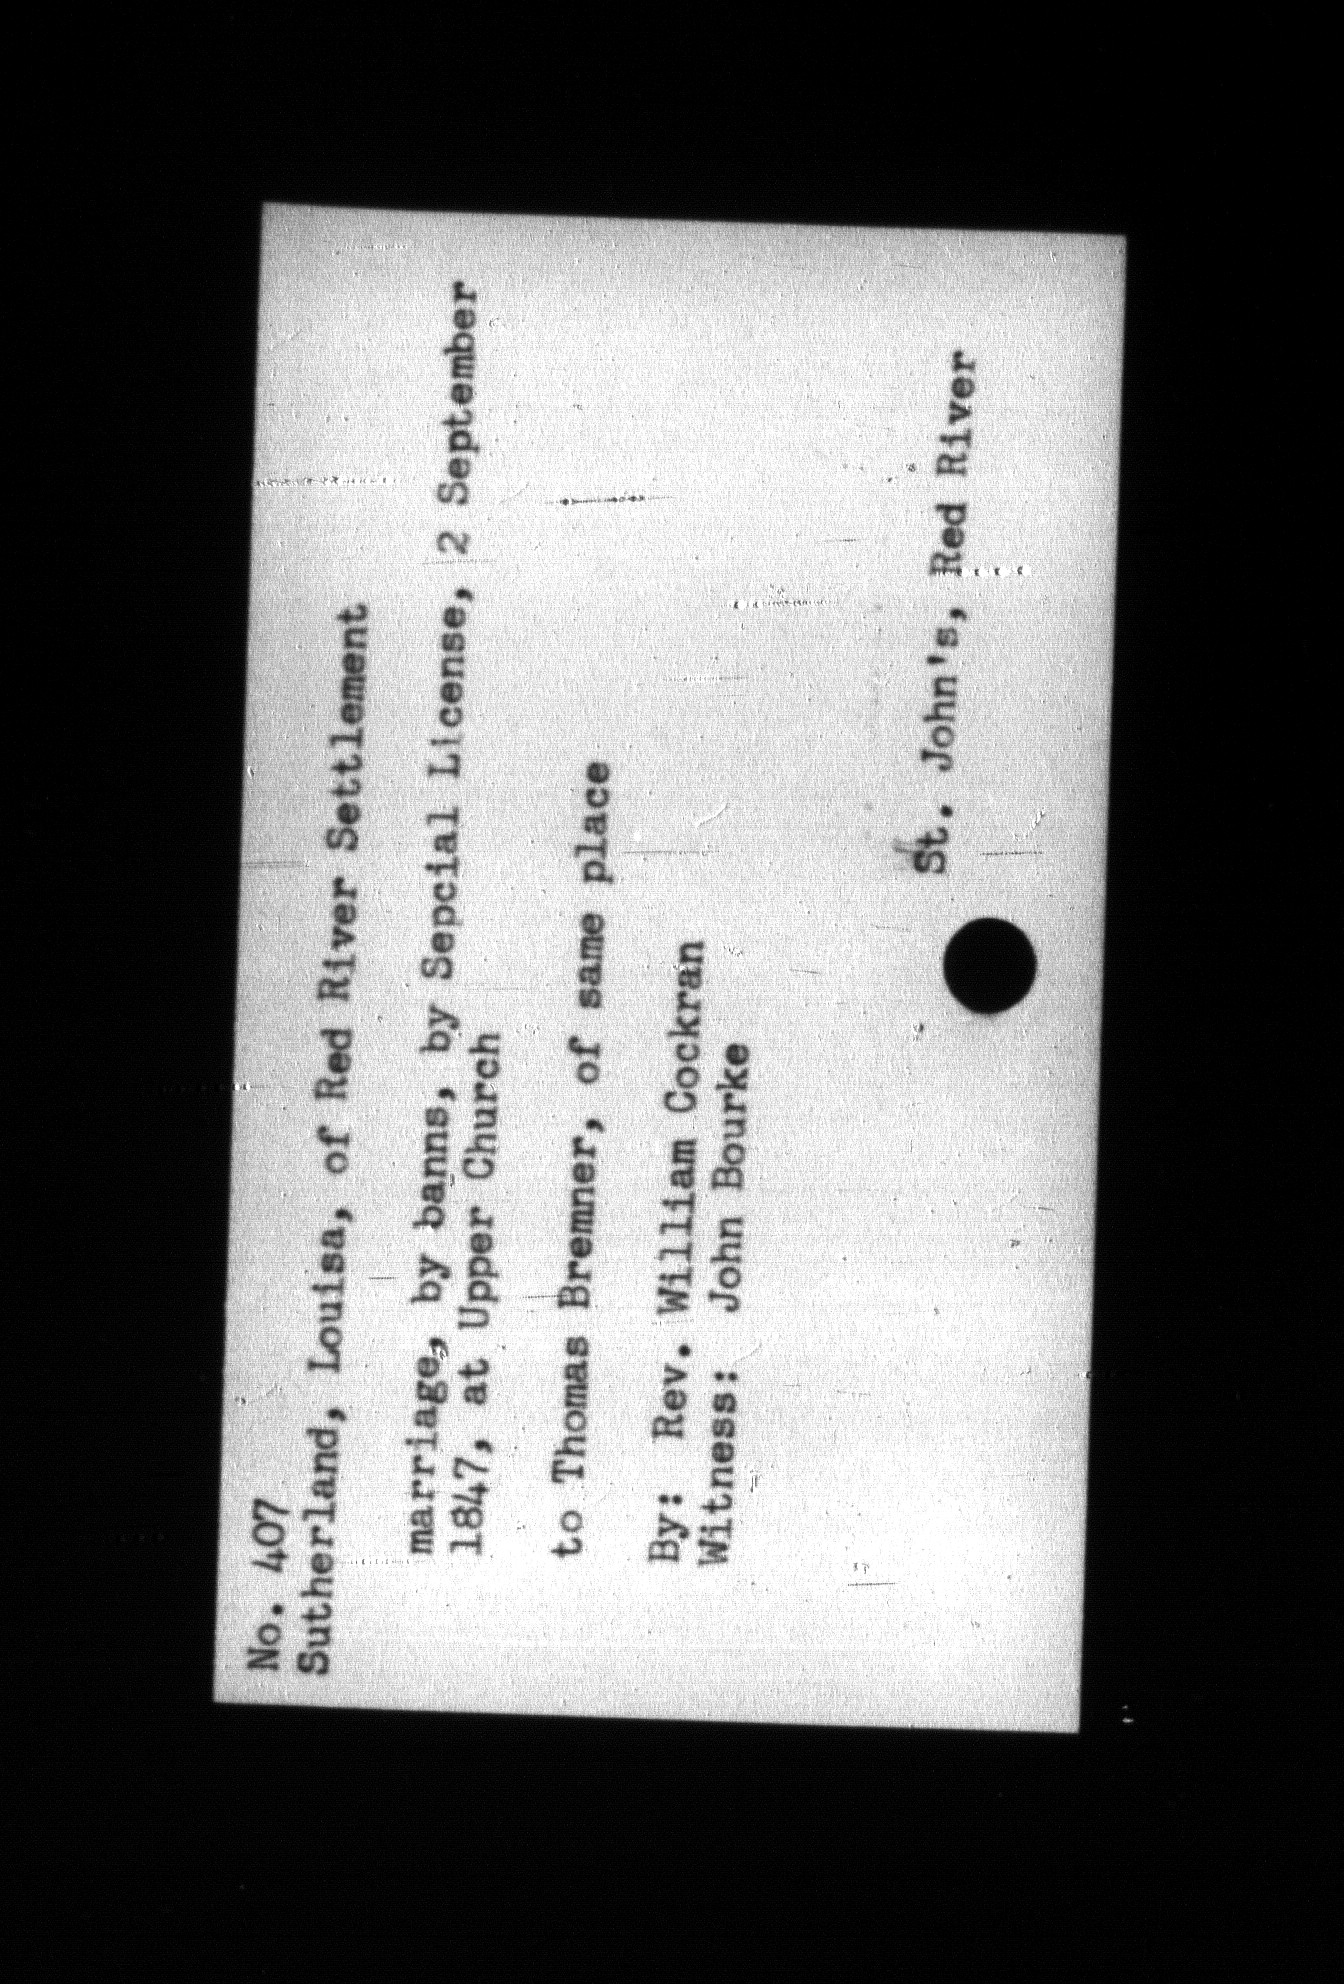 No. 407
Sutherland, Louisa, of Red River Settlement
marriage, by banns, by Sepcial License, 2 September
1847, at Upper Church
to Thomas Bremner, of same place
By: Rev. William Cockran
Witness: John Bourke
St. John's, Red River